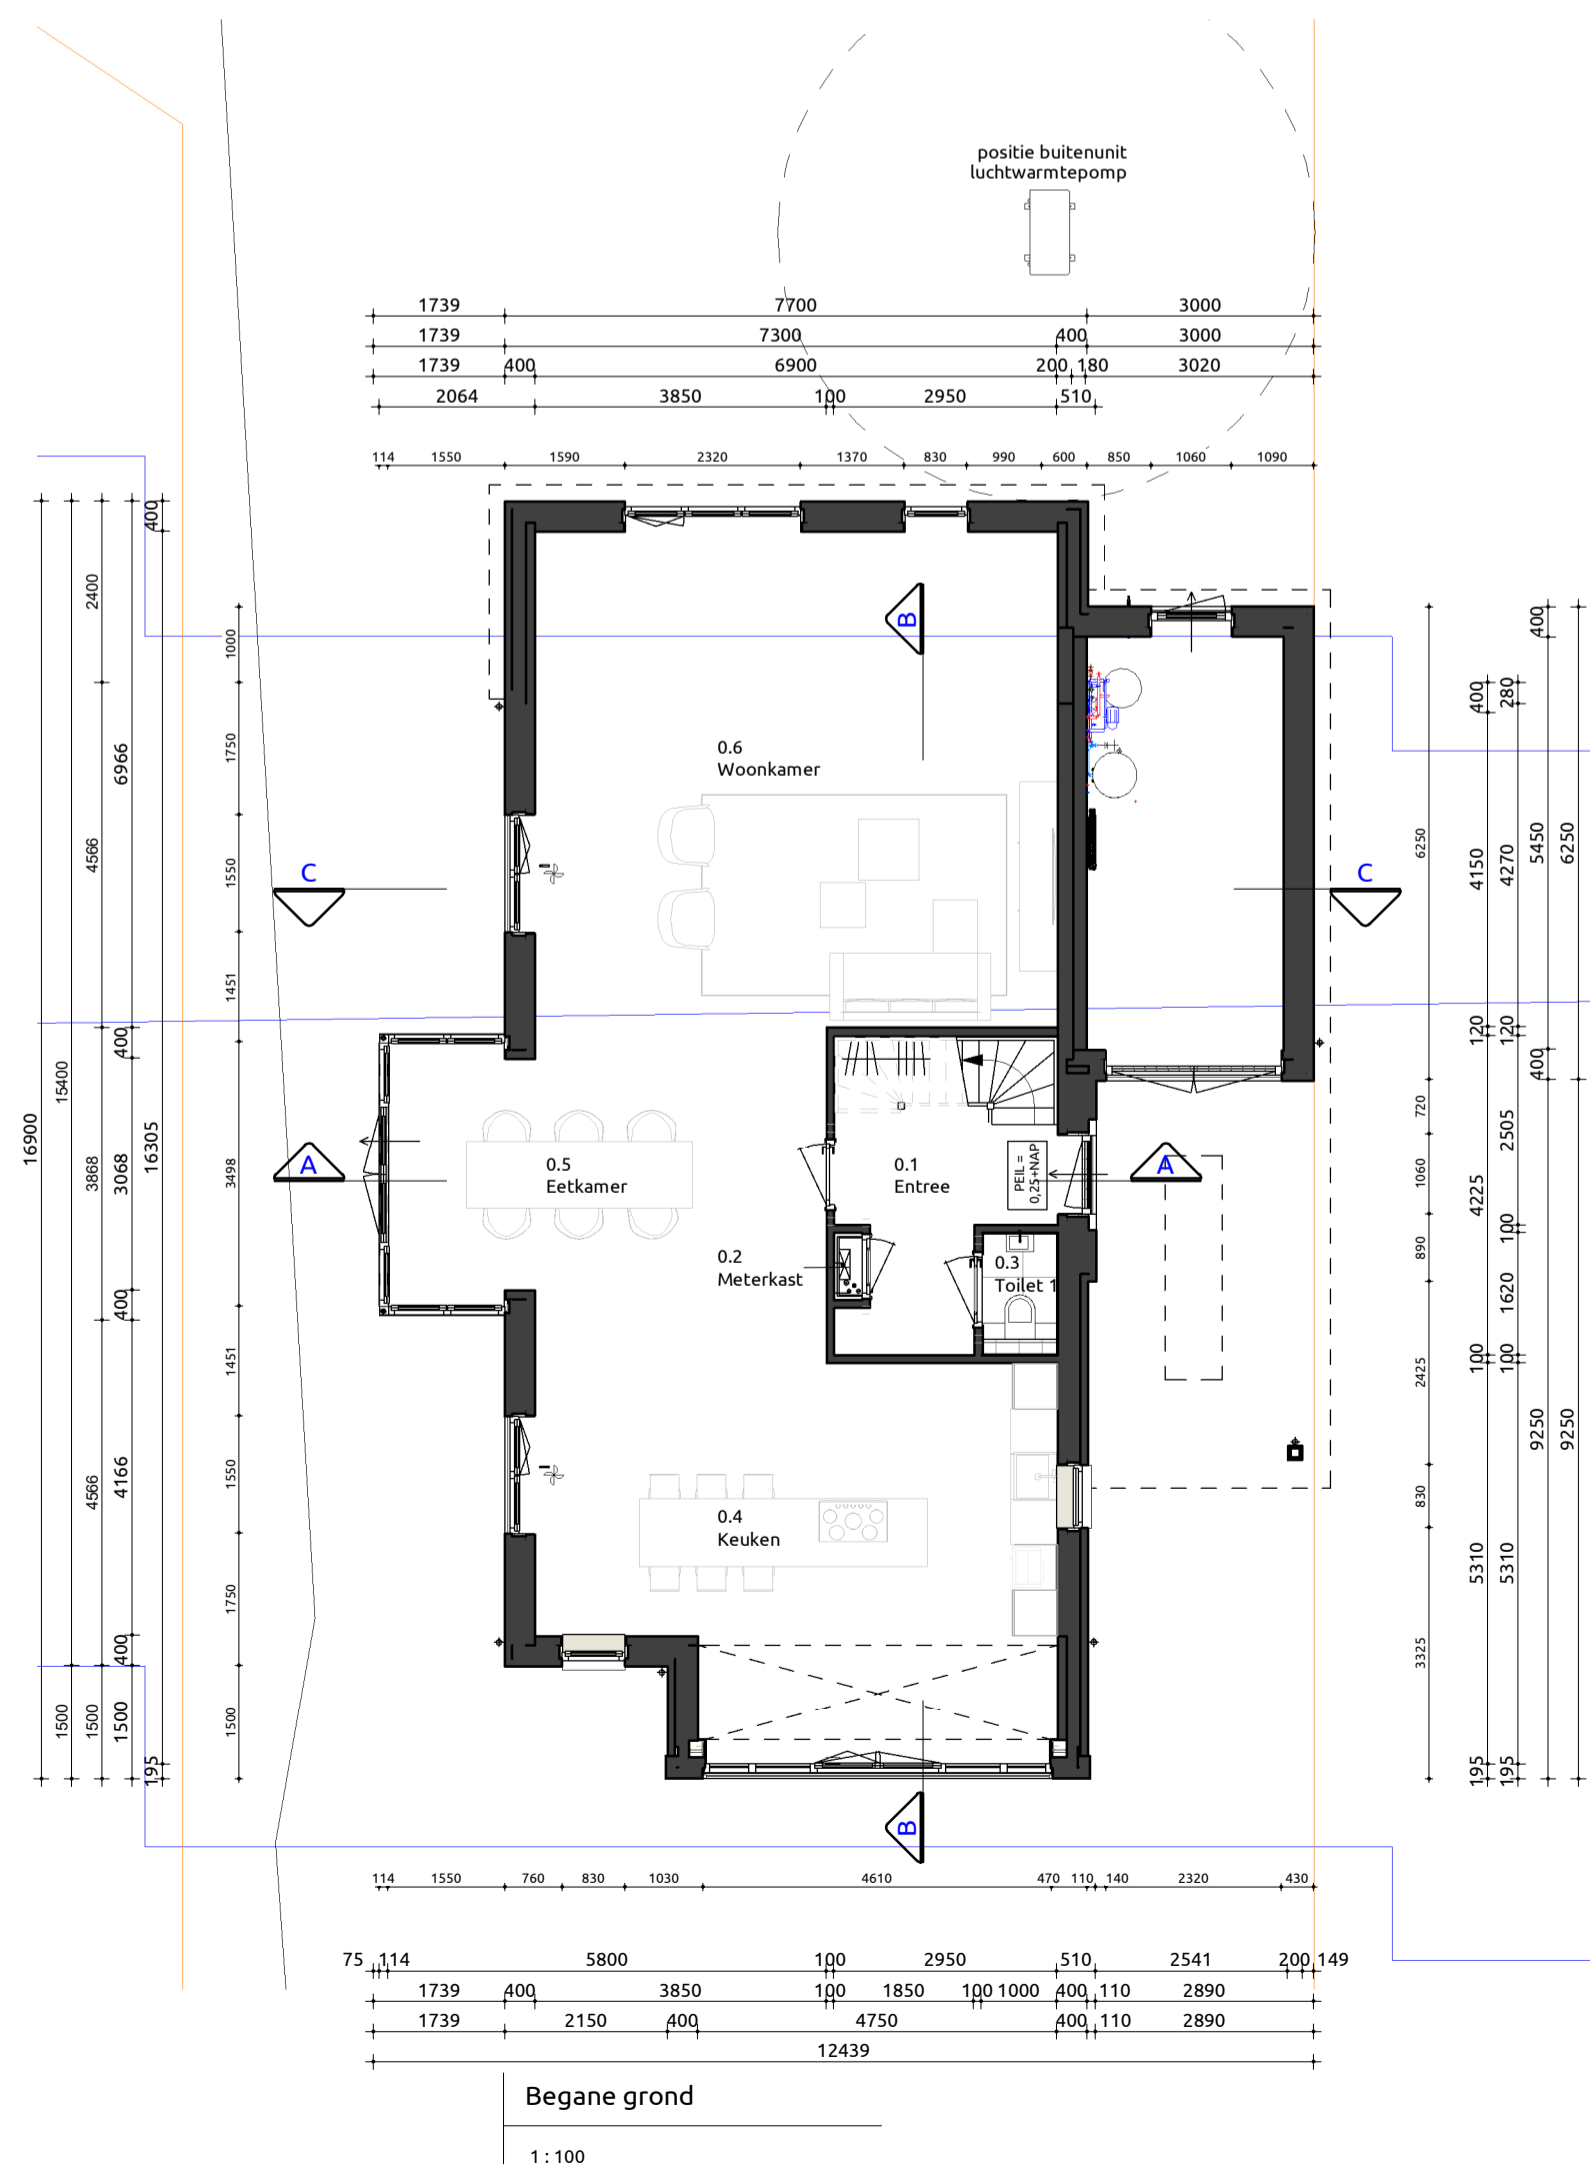 positie buitenunit
luchtwarmtepomp
1739 7700 3000
1739 7300 400 3000
1739 400 6900 200 180 3020
2064 3850 100 2950 510
114 1550 1590 2320 1370 830 990 600 850 1060 1090
16900
15400
1500
2400
4566
3868
4566
1500
6966
400
3068
400
4166
400
1500
400
16305
195
1000
1750
1550
1451
3498
1451
1550
1750
1500
B
0.6
Woonkamer
C
C
A
0.5
Eetkamer
0.1
Entree
PEIL =
0,25+NAP
A
0.2
Meterkast
0.3
Toilet 1
0.4
Keuken
B
6250
720
1060
890
2425
830
3325
400
4150
120
4225
100
5310
195
280
4270
120
2505
100
1620
100
5310
195
400
5450
400
9250
6250
9250
114 1550 760 830 1030 4610 470 110 140 2320 430
75 114 5800 100 2950 510 2541 200 149
1739 400 3850 100 1850 100 1000 400 110 2890
1739 2150 400 4750 400 110 2890
12439
Begane grond
1 : 100